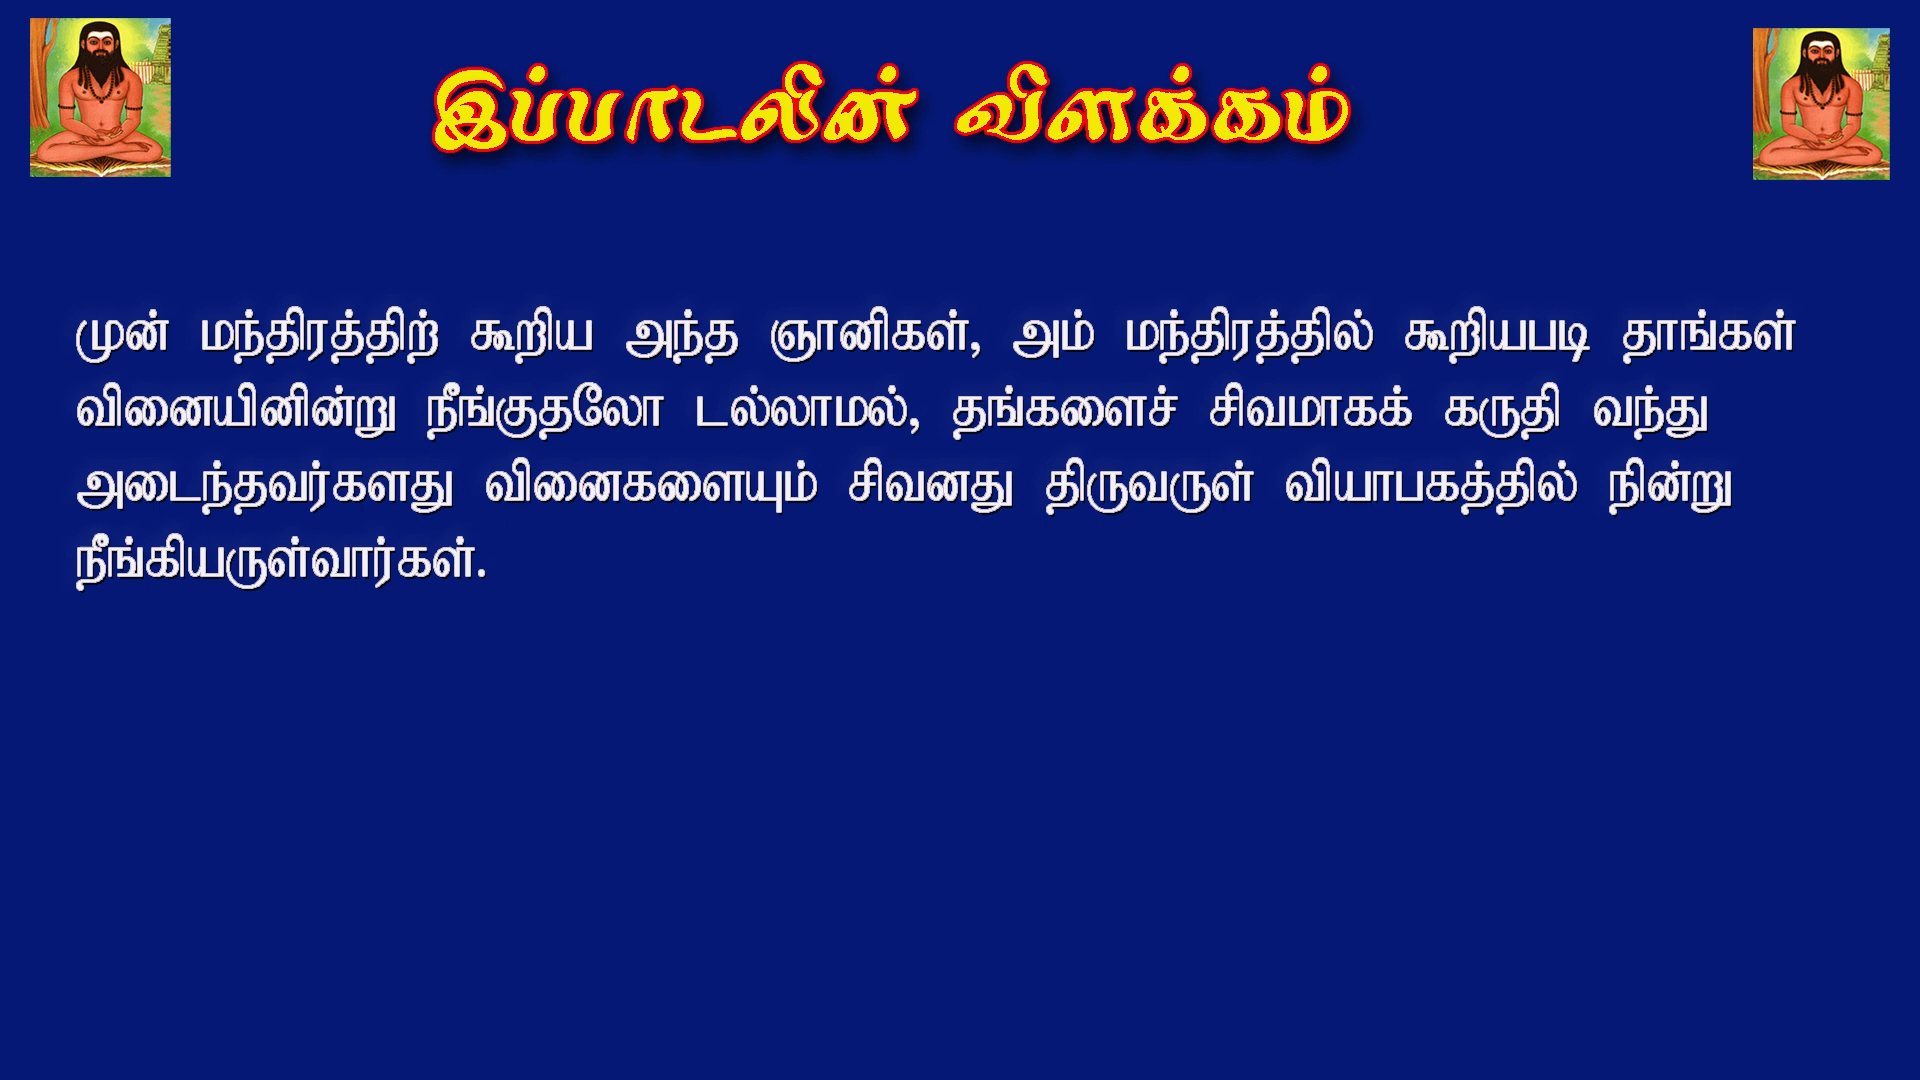 இப்பாடலின் விளக்கம்
முன் மந்திரத்திற் கூறிய அந்த ஞானிகள், அம் மந்திரத்தில் கூறியபடி தாங்கள்
வினையினின்று நீங்குதலோ டல்லாமல், தங்களைச் சிவமாகக் கருதி வந்து
அடைந்தவர்களது வினைகளையும் சிவனது திருவருள் வியாபகத்தில் நின்று
நீங்கியருள்வார்கள்.